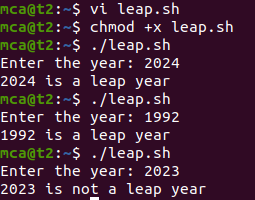 mca@t2:~$ vi leap.sh
mca@t2:~$ chmod +x leap.sh
mca@t2:~$ ./leap.sh
Enter the year: 2024
2024 is a leap year
mca@t2:~$ ./leap.sh
Enter the year: 1992
1992 is a leap year
mca@t2:~$ ./leap.sh
Enter the year: 2023
2023 is not a leap year